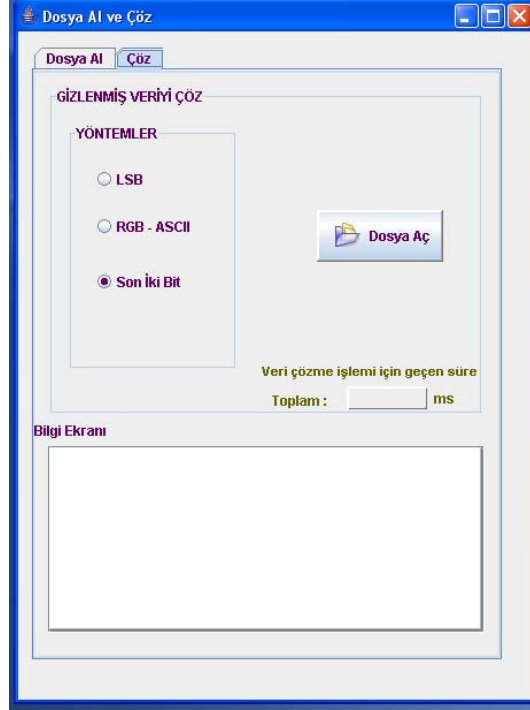 Dosya Al ve Çöz
Dosya Al Çöz
GİZLENMİŞ VERİYİ ÇÖZ
YÖNTEMLER
LSB
RGB - ASCII
Dosya Aç
Son İki Bit
Veri çözme işlemi için geçen süre
Toplam : ms
Bilgi Ekranı